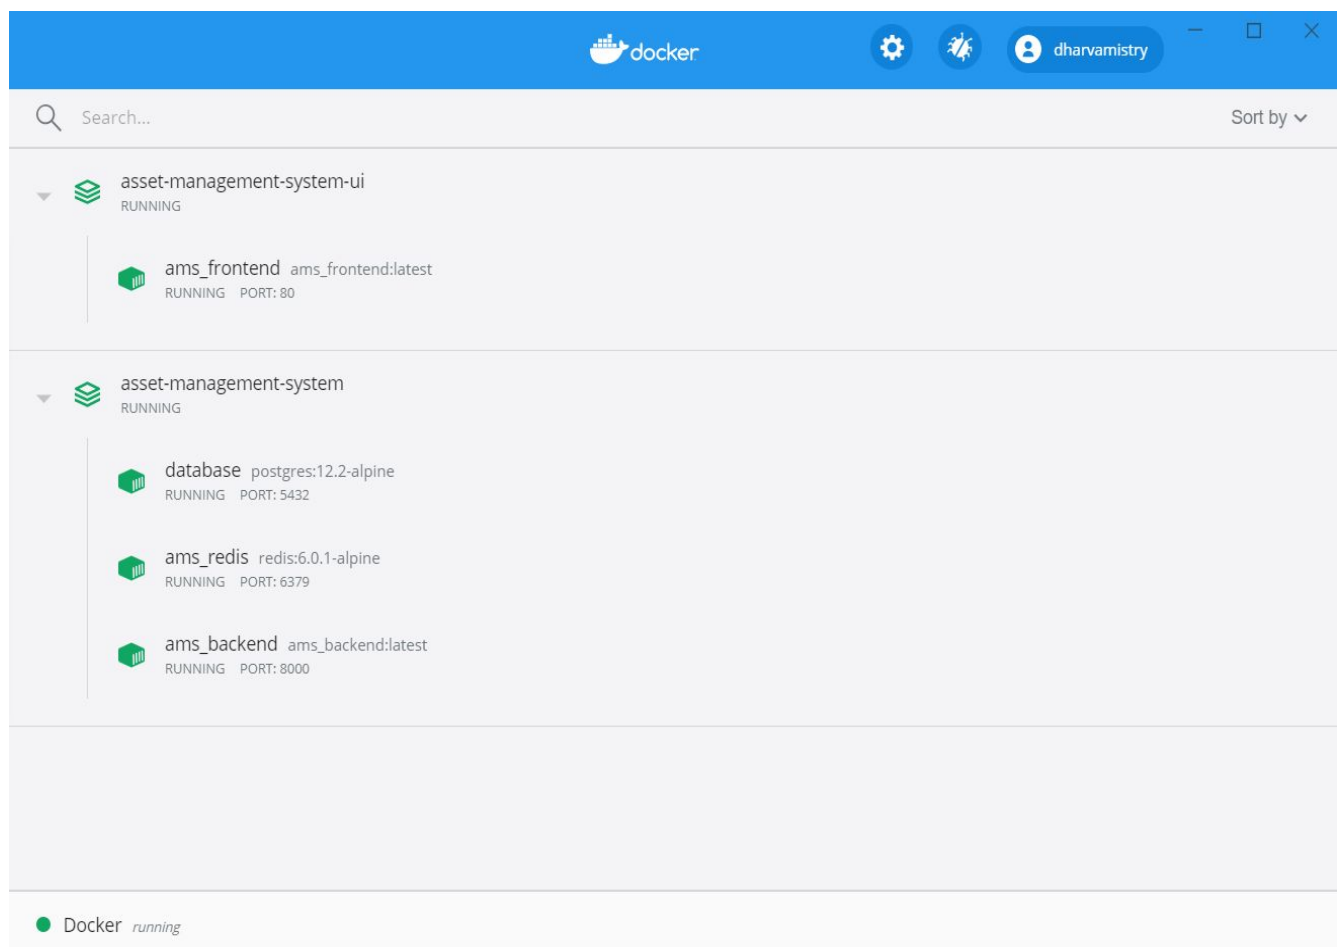 docker
dharvamistry
Search...
Sort by
asset-management-system-ui
RUNNING
ams_frontend ams_frontend:latest
RUNNING PORT: 80
asset-management-system
RUNNING
database postgres:12.2-alpine
RUNNING PORT: 5432
ams_redis redis:6.0.1-alpine
RUNNING PORT: 6379
ams_backend ams_backend:latest
RUNNING PORT: 8000
Docker running